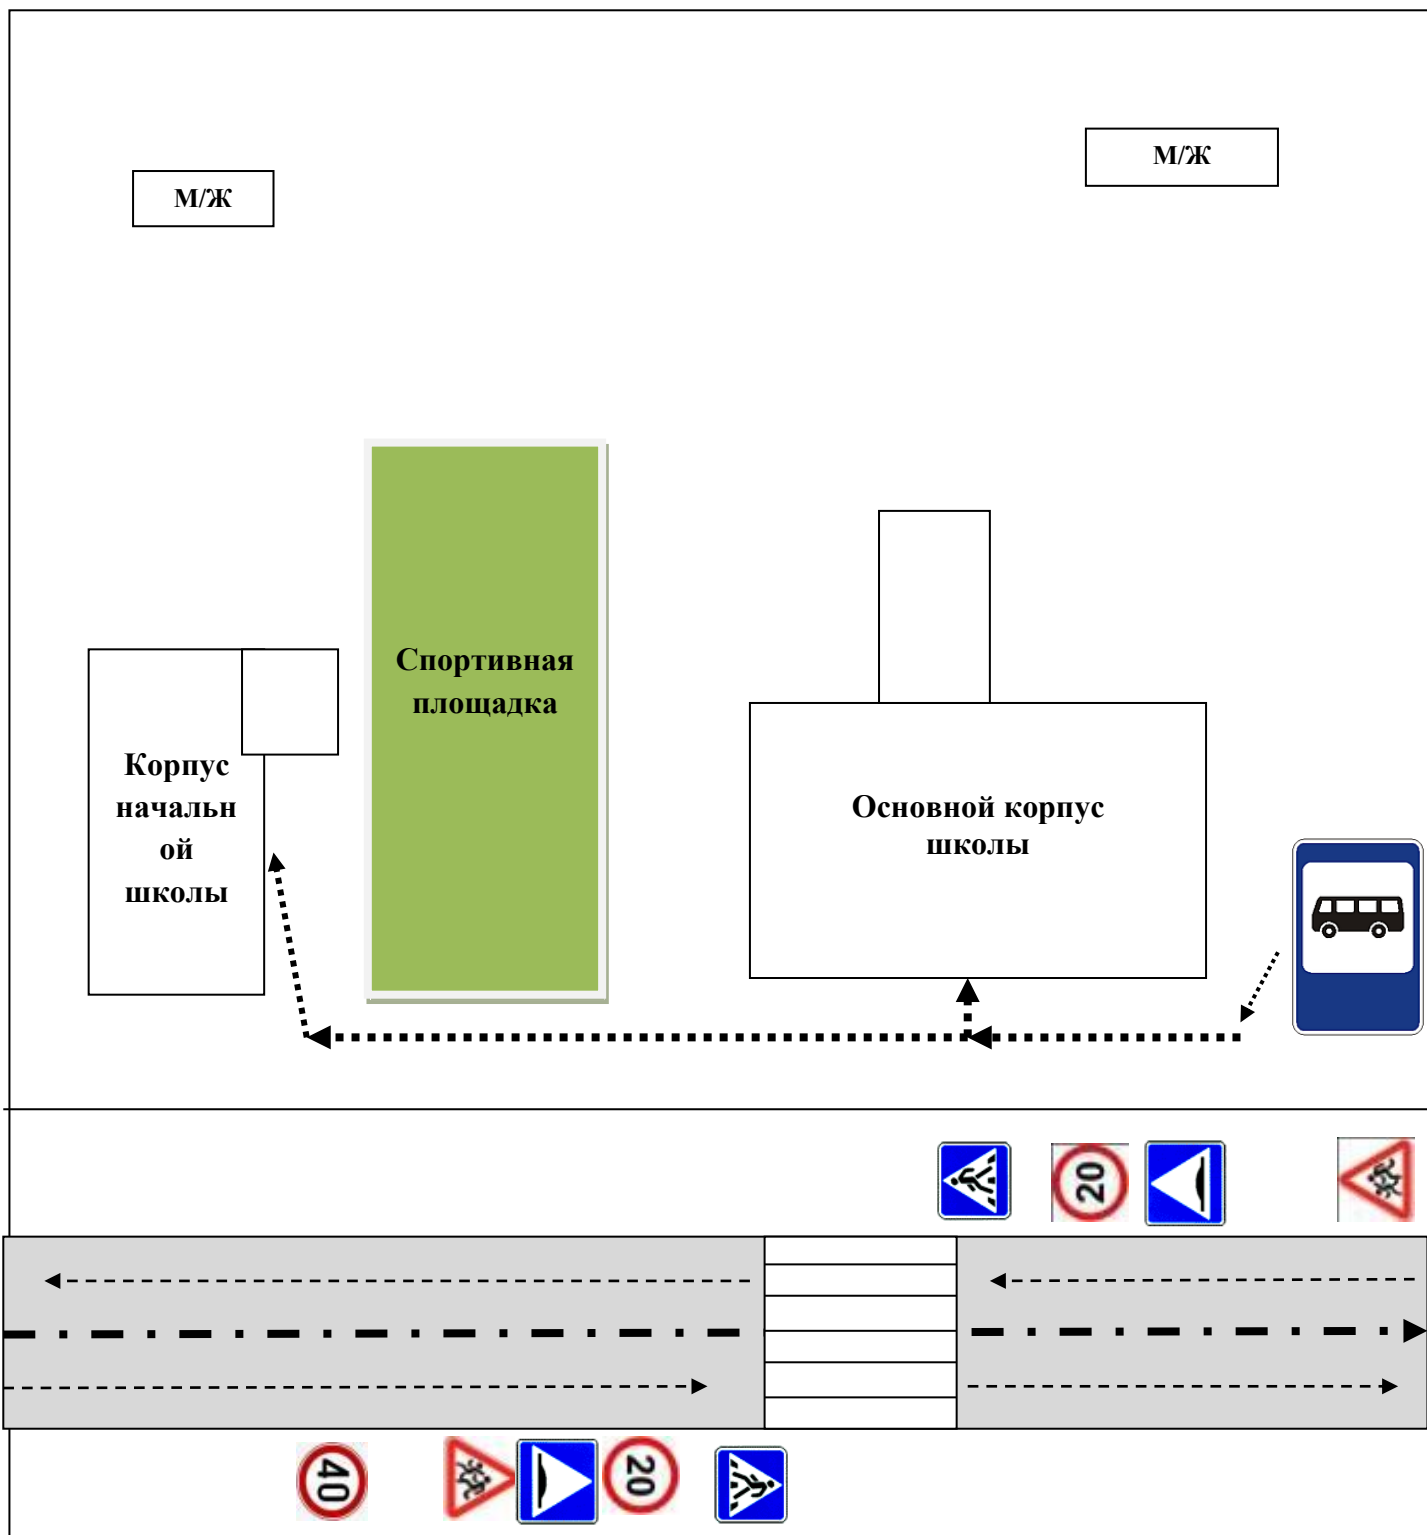 М/Ж
М/Ж
Спортивная
площадка
Корпус
начальн
ой
школы
Основной корпус
школы
20
40
20